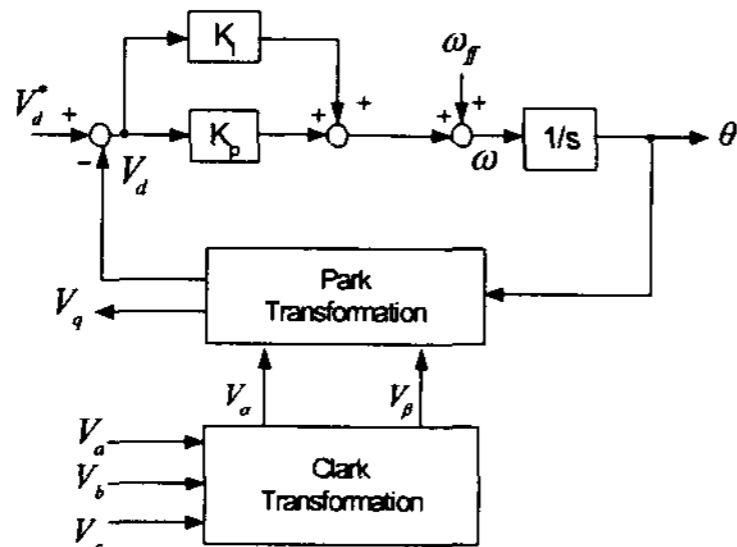 K_I
ω_ff
V_d^* + + + + +
- V_d K_p ω 1/s θ
Park
Transformation
V_q
V_α V_β
V_a
V_b
Clark
Transformation